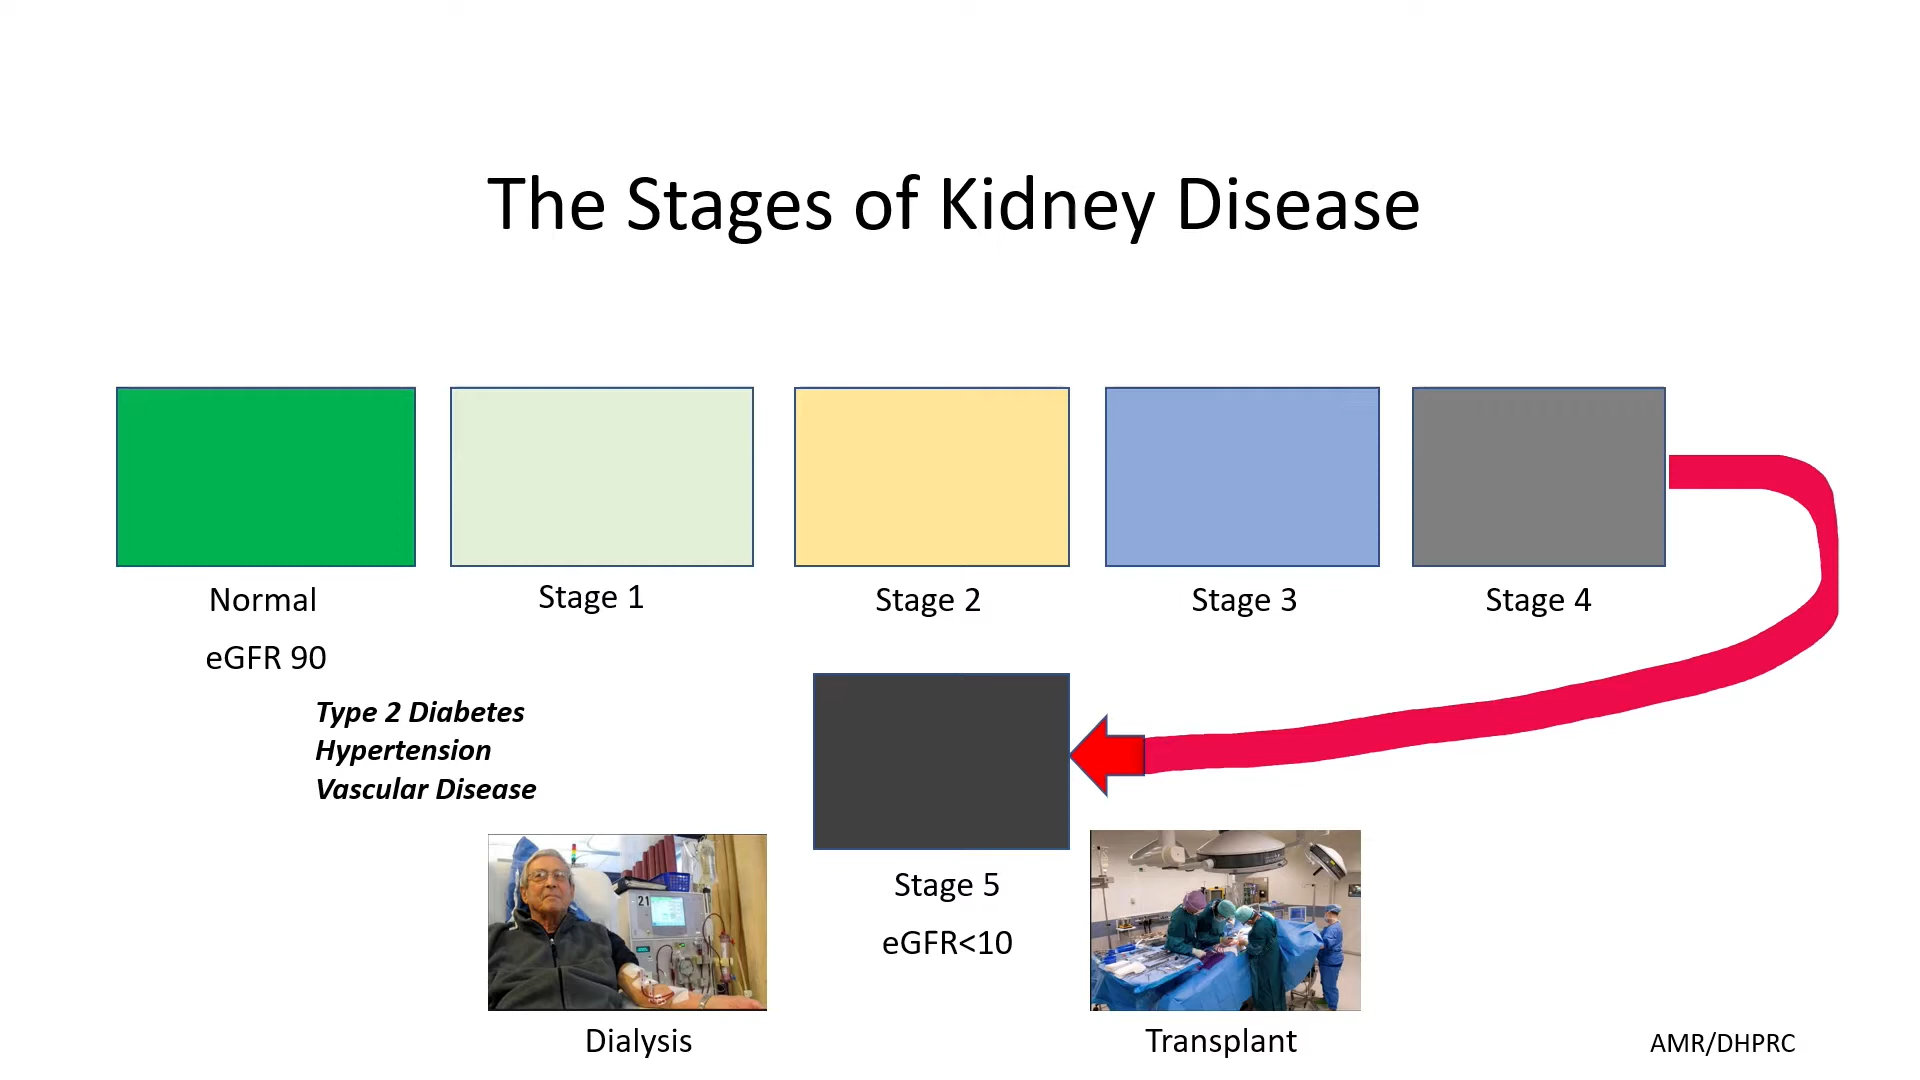 The Stages of Kidney Disease
Normal
Stage 1
Stage 2
Stage 3
Stage 4
eGFR 90
Type 2 Diabetes
Hypertension
Vascular Disease
21
Stage 5
eGFR<10
Dialysis
Transplant
AMR/DHPRC